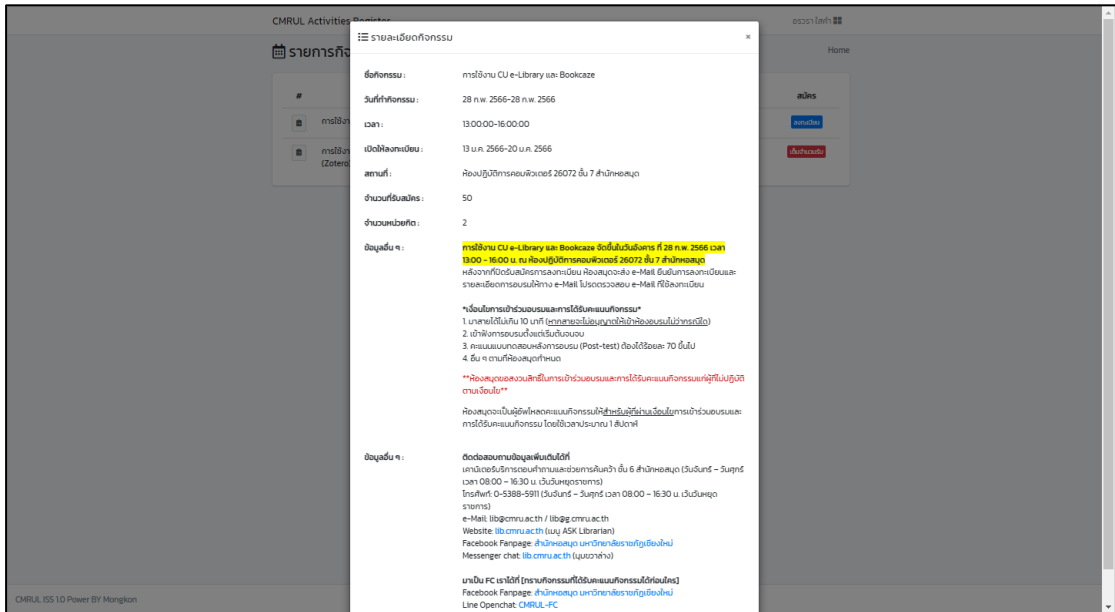 CMRUL Activities Register
อรวรา ใสคำ
รายการกิจ
Home
#
สมัคร
การใช้งา
ลงทะเบียน
การใช้งา
(Zotero
เต็มจำนวนรับ
รายละเอียดกิจกรรม
×
ชื่อกิจกรรม : การใช้งาน CU e-Library และ Bookcaze
วันที่ทำกิจกรรม : 28 ก.พ. 2566-28 ก.พ. 2566
เวลา : 13:00:00-16:00:00
เปิดให้ลงทะเบียน : 13 ม.ค. 2566-20 ม.ค. 2566
สถานที่ : ห้องปฏิบัติการคอมพิวเตอร์ 26072 ชั้น 7 สำนักหอสมุด
จำนวนที่รับสมัคร : 50
จำนวนหน่วยกิต : 2
ข้อมูลอื่น ๆ : การใช้งาน CU e-Library และ Bookcaze จัดขึ้นในวันอังคาร ที่ 28 ก.พ. 2566 เวลา
13:00 - 16:00 น. ณ ห้องปฏิบัติการคอมพิวเตอร์ 26072 ชั้น 7 สำนักหอสมุด
หลังจากที่ปิดรับสมัครการลงทะเบียน ห้องสมุดจะส่ง e-Mail ยืนยันการลงทะเบียนและ
รายละเอียดการอบรมให้ทาง e-Mail โปรดตรวจสอบ e-Mail ที่ใช้ลงทะเบียน
*เงื่อนไขการเข้าร่วมอบรมและการได้รับคะแนนกิจกรรม*
1. มาสายได้ไม่เกิน 10 นาที (หากสายจะไม่อนุญาตให้เข้าห้องอบรมไม่ว่ากรณีใด)
2. เข้าฟังการอบรมตั้งแต่เริ่มต้นจนจบ
3. คะแนนแบบทดสอบหลังการอบรม (Post-test) ต้องได้ร้อยละ 70 ขึ้นไป
4. อื่น ๆ ตามที่ห้องสมุดกำหนด
**ห้องสมุดขอสงวนสิทธิ์ในการเข้าร่วมอบรมและการได้รับคะแนนกิจกรรมแก่ผู้ที่ไม่ปฏิบัติ
ตามเงื่อนไข**
ห้องสมุดจะเป็นผู้อัพโหลดคะแนนกิจกรรมให้สำหรับผู้ที่ผ่านเงื่อนไขการเข้าร่วมอบรมและ
การได้รับคะแนนกิจกรรม โดยใช้เวลาประมาณ 1 สัปดาห์
ข้อมูลอื่น ๆ : ติดต่อสอบถามข้อมูลเพิ่มเติมได้ที่
เคาน์เตอร์บริการตอบคำถามและช่วยการค้นคว้า ชั้น 6 สำนักหอสมุด (วันจันทร์ – วันศุกร์
เวลา 08:00 – 16:30 น. เว้นวันหยุดราชการ)
โทรศัพท์: 0-5388-5911 (วันจันทร์ – วันศุกร์ เวลา 08:00 – 16:30 น. เว้นวันหยุด
ราชการ)
e-Mail: lib@cmru.ac.th / lib@g.cmru.ac.th
Website: lib.cmru.ac.th (เมนู ASK Librarian)
Facebook Fanpage: สำนักหอสมุด มหาวิทยาลัยราชภัฏเชียงใหม่
Messenger chat: lib.cmru.ac.th (มุมขวาล่าง)
มาเป็น FC เราได้ที่ [ทราบกิจกรรมที่ได้รับคะแนนกิจกรรมได้ก่อนใคร]
Facebook Fanpage: สำนักหอสมุด มหาวิทยาลัยราชภัฏเชียงใหม่
Line Openchat: CMRUL-FC
CMRUL ISS 1.0 Power BY Mongkon